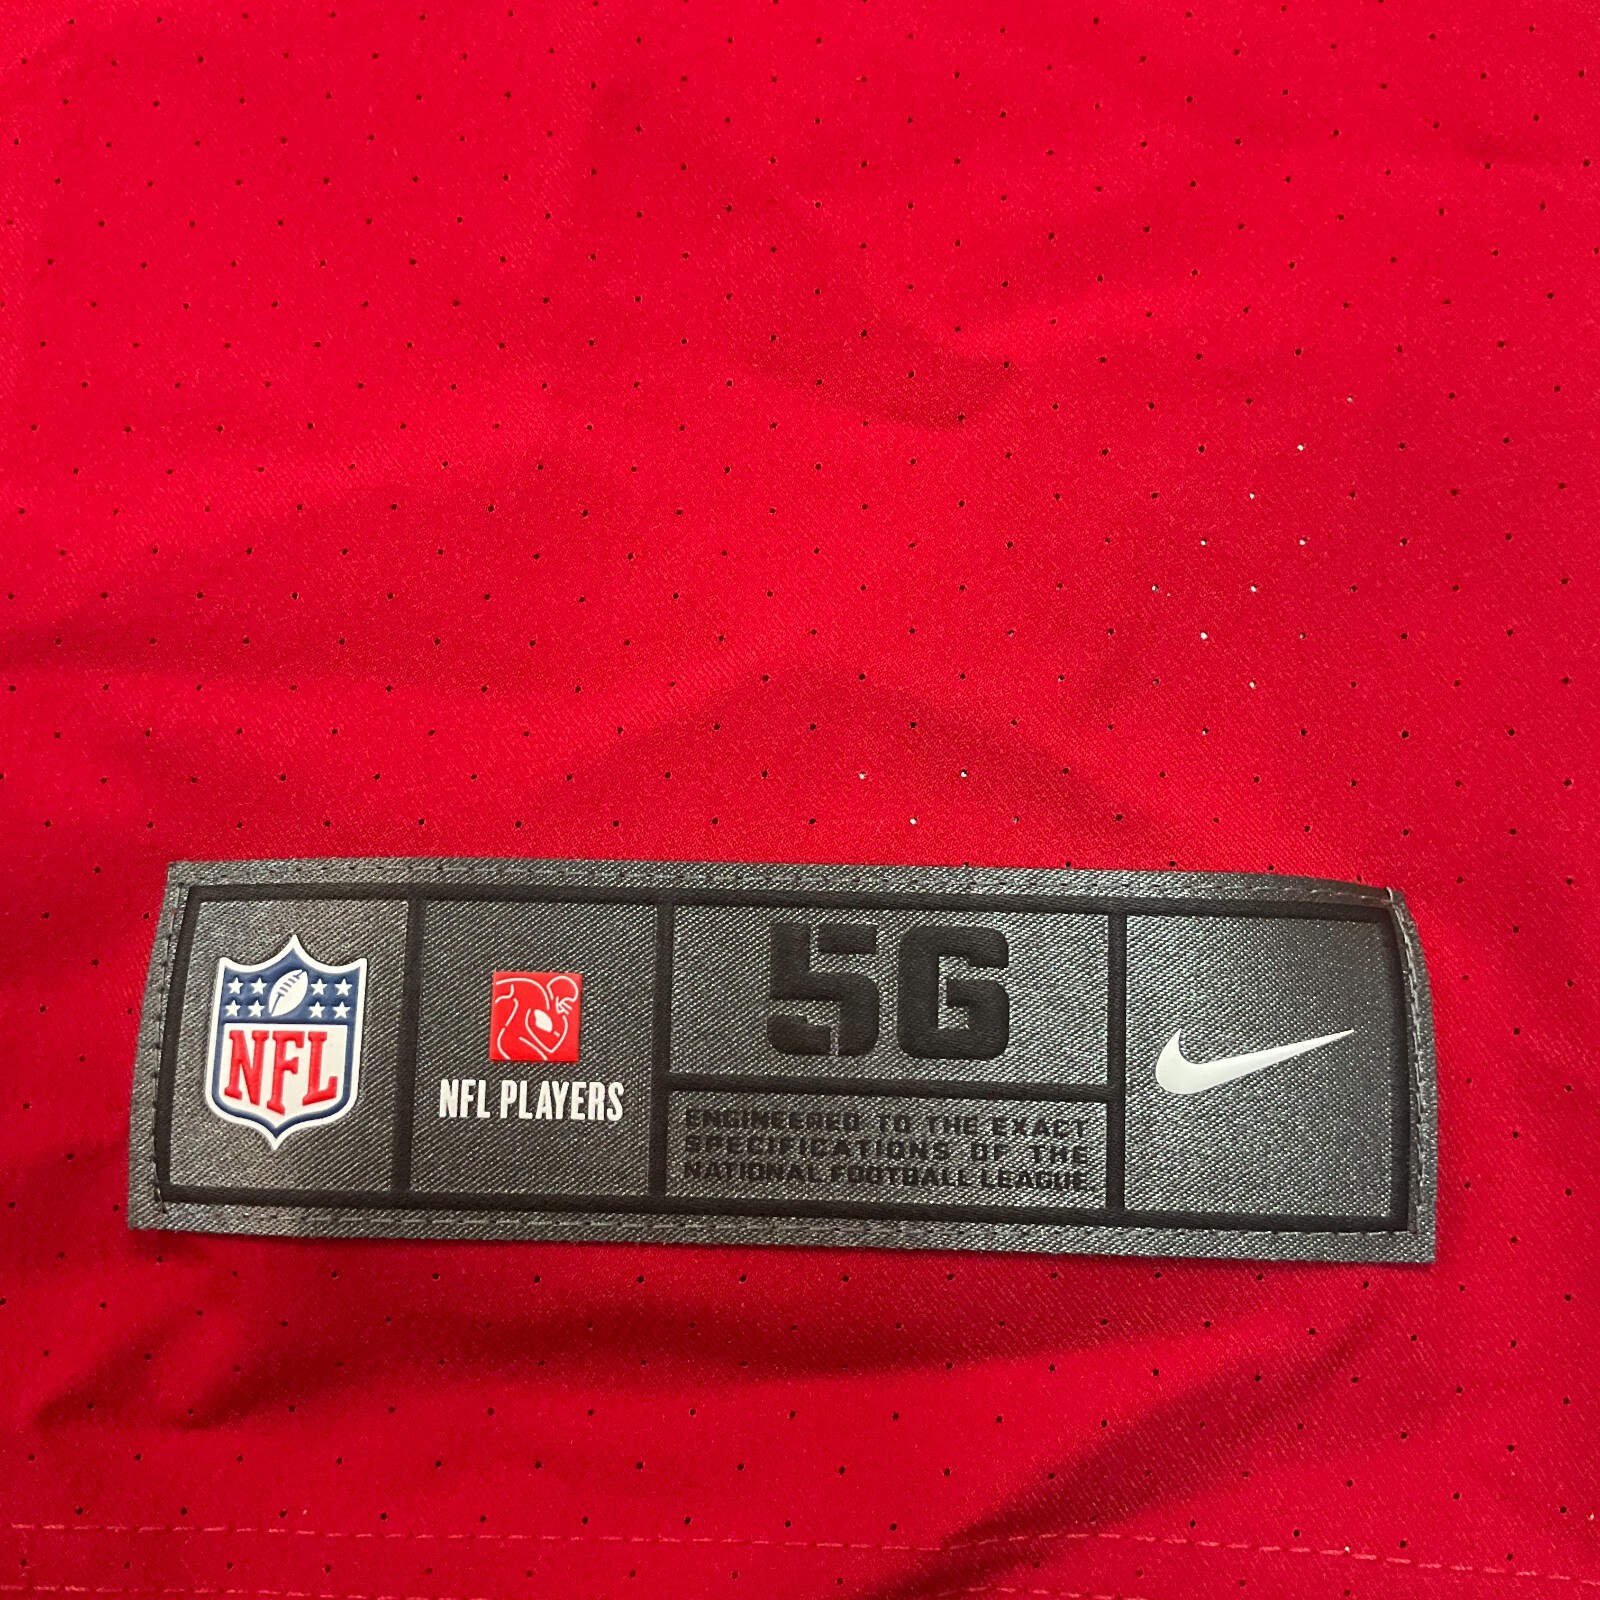 NFL
NFL PLAYERS
56
ENGINEERED TO THE EXACT
SPECIFICATIONS OF THE
NATIONAL FOOTBALL LEAGUE.